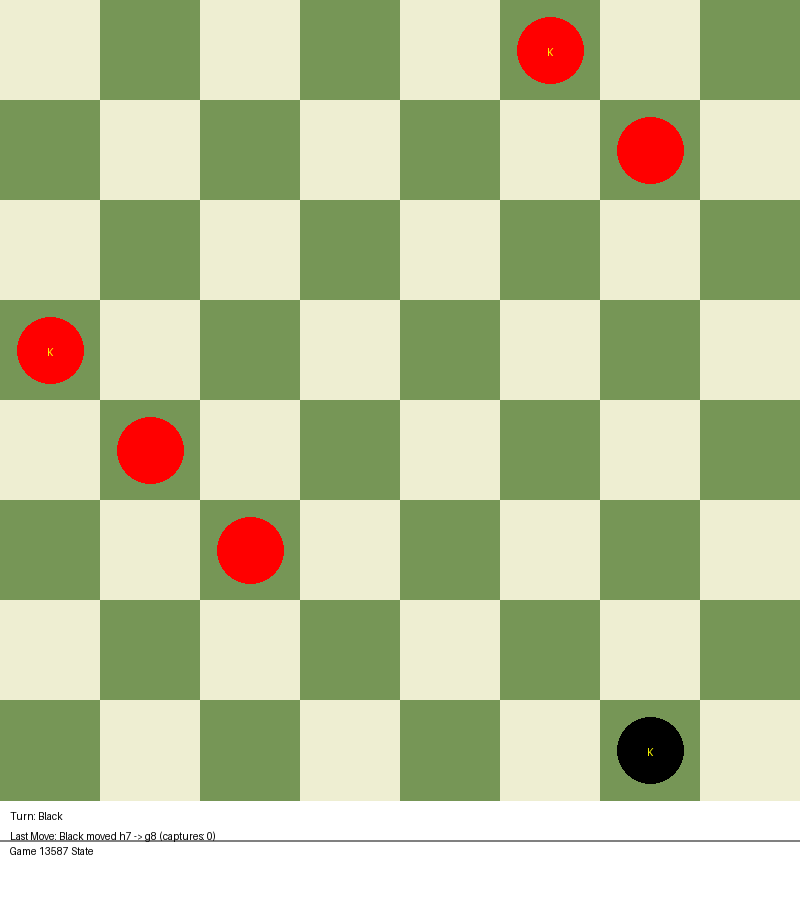 K
K
K
Turn: Black
Last Move: Black moved h7 -> g8 (captures: 0)
Game 13587 State